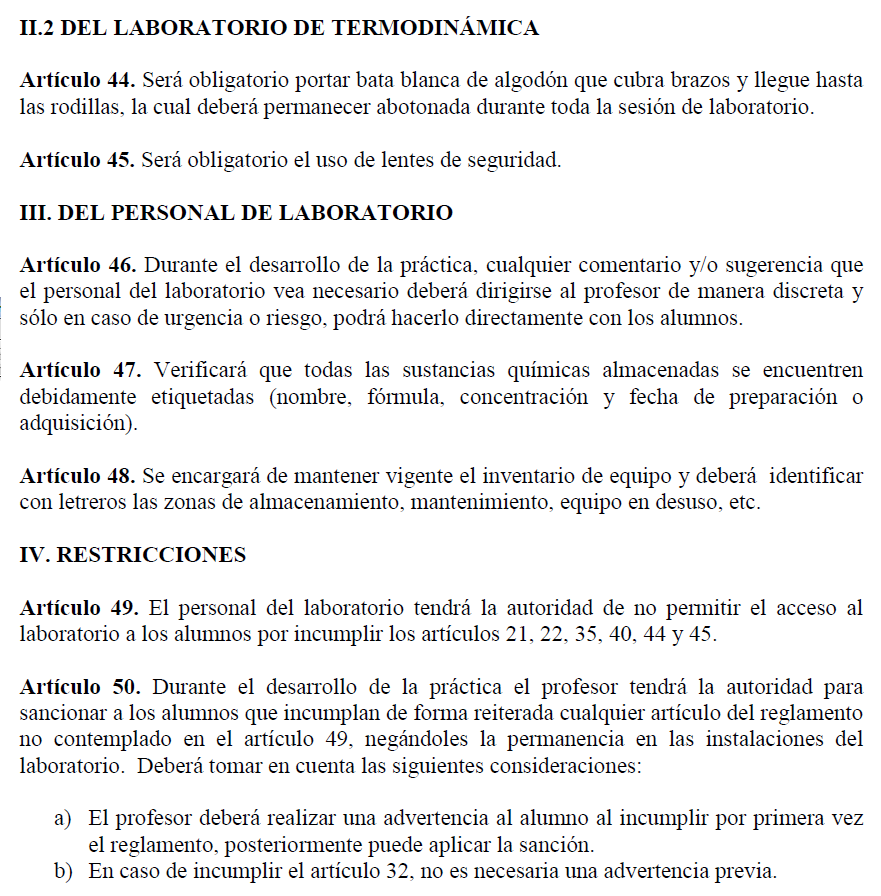 II.2 DEL LABORATORIO DE TERMODINÁMICA
Artículo 44. Será obligatorio portar bata blanca de algodón que cubra brazos y llegue hasta
las rodillas, la cual deberá permanecer abotonada durante toda la sesión de laboratorio.
Artículo 45. Será obligatorio el uso de lentes de seguridad.
III. DEL PERSONAL DE LABORATORIO
Artículo 46. Durante el desarrollo de la práctica, cualquier comentario y/o sugerencia que
el personal del laboratorio vea necesario deberá dirigirse al profesor de manera discreta y
sólo en caso de urgencia o riesgo, podrá hacerlo directamente con los alumnos.
Artículo 47. Verificará que todas las sustancias químicas almacenadas se encuentren
debidamente etiquetadas (nombre, fórmula, concentración y fecha de preparación o
adquisición).
Artículo 48. Se encargará de mantener vigente el inventario de equipo y deberá identificar
con letreros las zonas de almacenamiento, mantenimiento, equipo en desuso, etc.
IV. RESTRICCIONES
Artículo 49. El personal del laboratorio tendrá la autoridad de no permitir el acceso al
laboratorio a los alumnos por incumplir los artículos 21, 22, 35, 40, 44 y 45.
Artículo 50. Durante el desarrollo de la práctica el profesor tendrá la autoridad para
sancionar a los alumnos que incumplan de forma reiterada cualquier artículo del reglamento
no contemplado en el artículo 49, negándoles la permanencia en las instalaciones del
laboratorio. Deberá tomar en cuenta las siguientes consideraciones:
a) El profesor deberá realizar una advertencia al alumno al incumplir por primera vez
el reglamento, posteriormente puede aplicar la sanción.
b) En caso de incumplir el artículo 32, no es necesaria una advertencia previa.